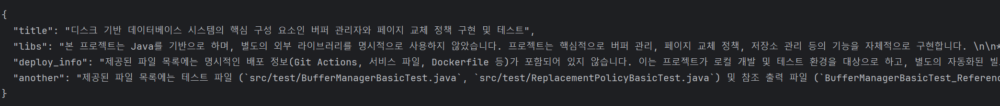 {
"title": "디스크 기반 데이터베이스 시스템의 핵심 구성 요소인 버퍼 관리자와 페이지 교체 정책 구현 및 테스트",
"libs": "본 프로젝트는 Java를 기반으로 하며, 별도의 외부 라이브러리를 명시적으로 사용하지 않았습니다. 프로젝트는 핵심적으로 버퍼 관리, 페이지 교체 정책, 저장소 관리 등의 기능을 자체적으로 구현합니다. \n\n*
"deploy_info": "제공된 파일 목록에는 명시적인 배포 정보(Git Actions, 서비스 파일, Dockerfile 등)가 포함되어 있지 않습니다. 이는 프로젝트가 로컬 개발 및 테스트 환경을 대상으로 하고, 별도의 자동화된
"another": "제공된 파일 목록에는 테스트 파일 (`src/test/BufferManagerBasicTest.java`, `src/test/ReplacementPolicyBasicTest.java`) 및 참조 출력 파일 (`BufferManagerBasicTest_Referenc
}